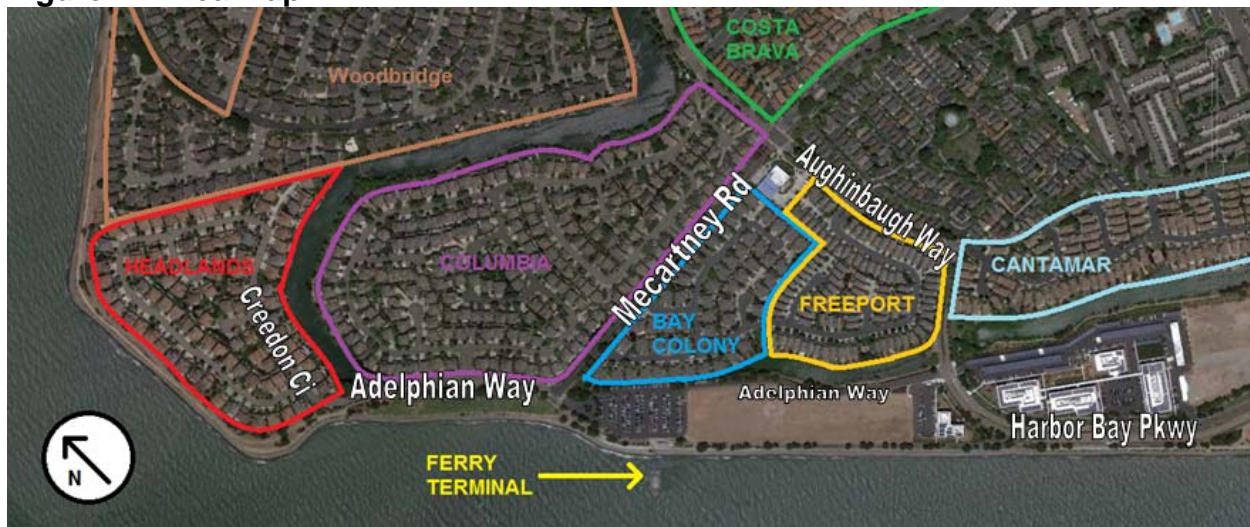 COSTA
BRAVA
Woodbridge
Aughinbaugh Way
Mecartney Rd
HEADLANDS
COLUMBIA
CANTAMAR
Creedon Ci
FREEPORT
BAY
COLONY
Adelphian Way
Adelphian Way
Harbor Bay Pkwy
N
FERRY
TERMINAL